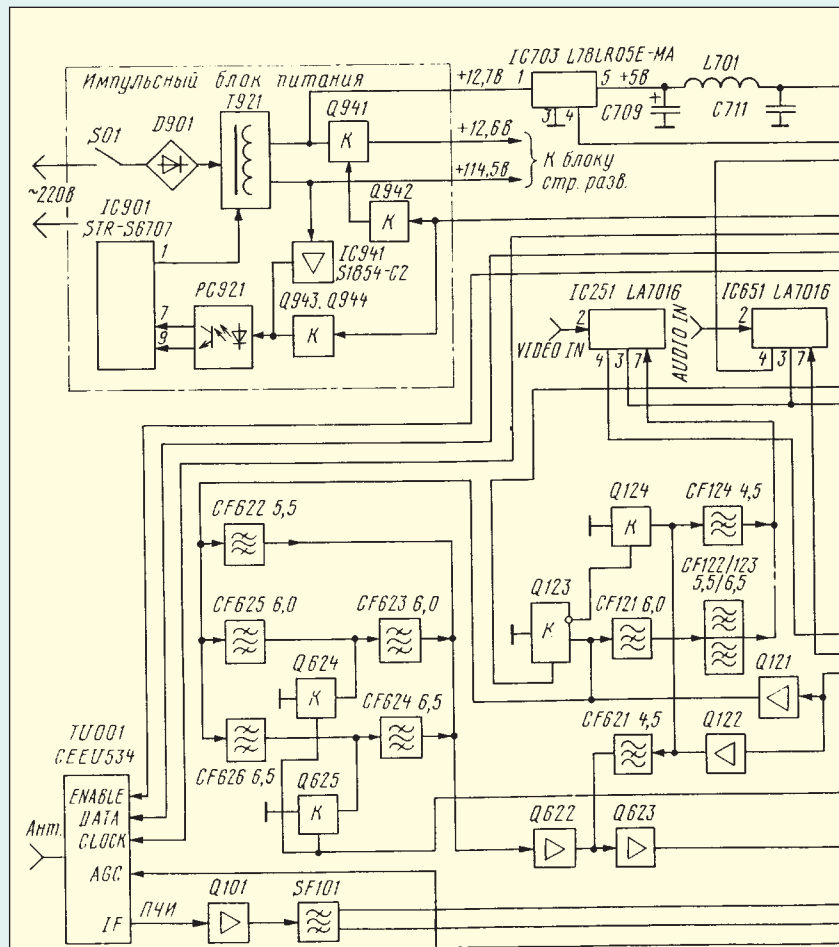 IC703 L78LR05E-MA
L701
Импульсный блок питания
+12,7В 1
5 +5В
3 4
+
C709
C711
T921
Q941
S01
D901
К
+12,6В
+114,5В
К блоку
стр. разв.
~220В
Q942
К
IC901
STR-S6707
1
IC941
S1854-C2
PC921
Q943, Q944
7
9
К
IC251 LA7016
IC651 LA7016
2
VIDEO IN
4 3 7
AUDIO IN
2
4 3 7
CF622 5,5
Q124
CF124 4,5
К
CF122/123
5,5/6,5
Q123
CF121 6,0
К
CF625 6,0
CF623 6,0
Q624
К
CF624 6,5
Q121
CF626 6,5
CF621 4,5
Q122
Q625
К
TU001
CEEU534
ENABLE
DATA
CLOCK
AGC
IF
Ант.
Q622
Q623
ПЧИ
Q101
SF101